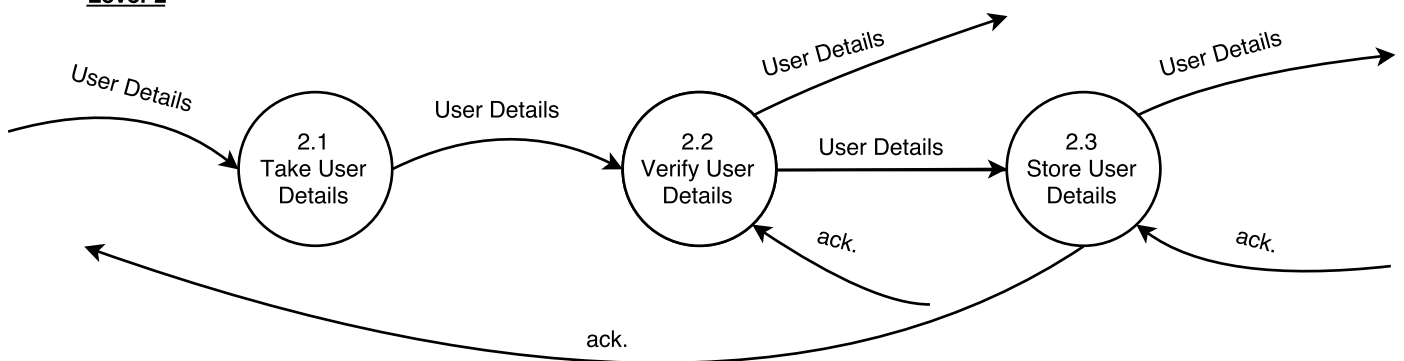 Level 2
User Details
User Details
User Details
User Details
User Details
2.1
Take User
Details
2.2
Verify User
Details
2.3
Store User
Details
ack.
ack.
ack.